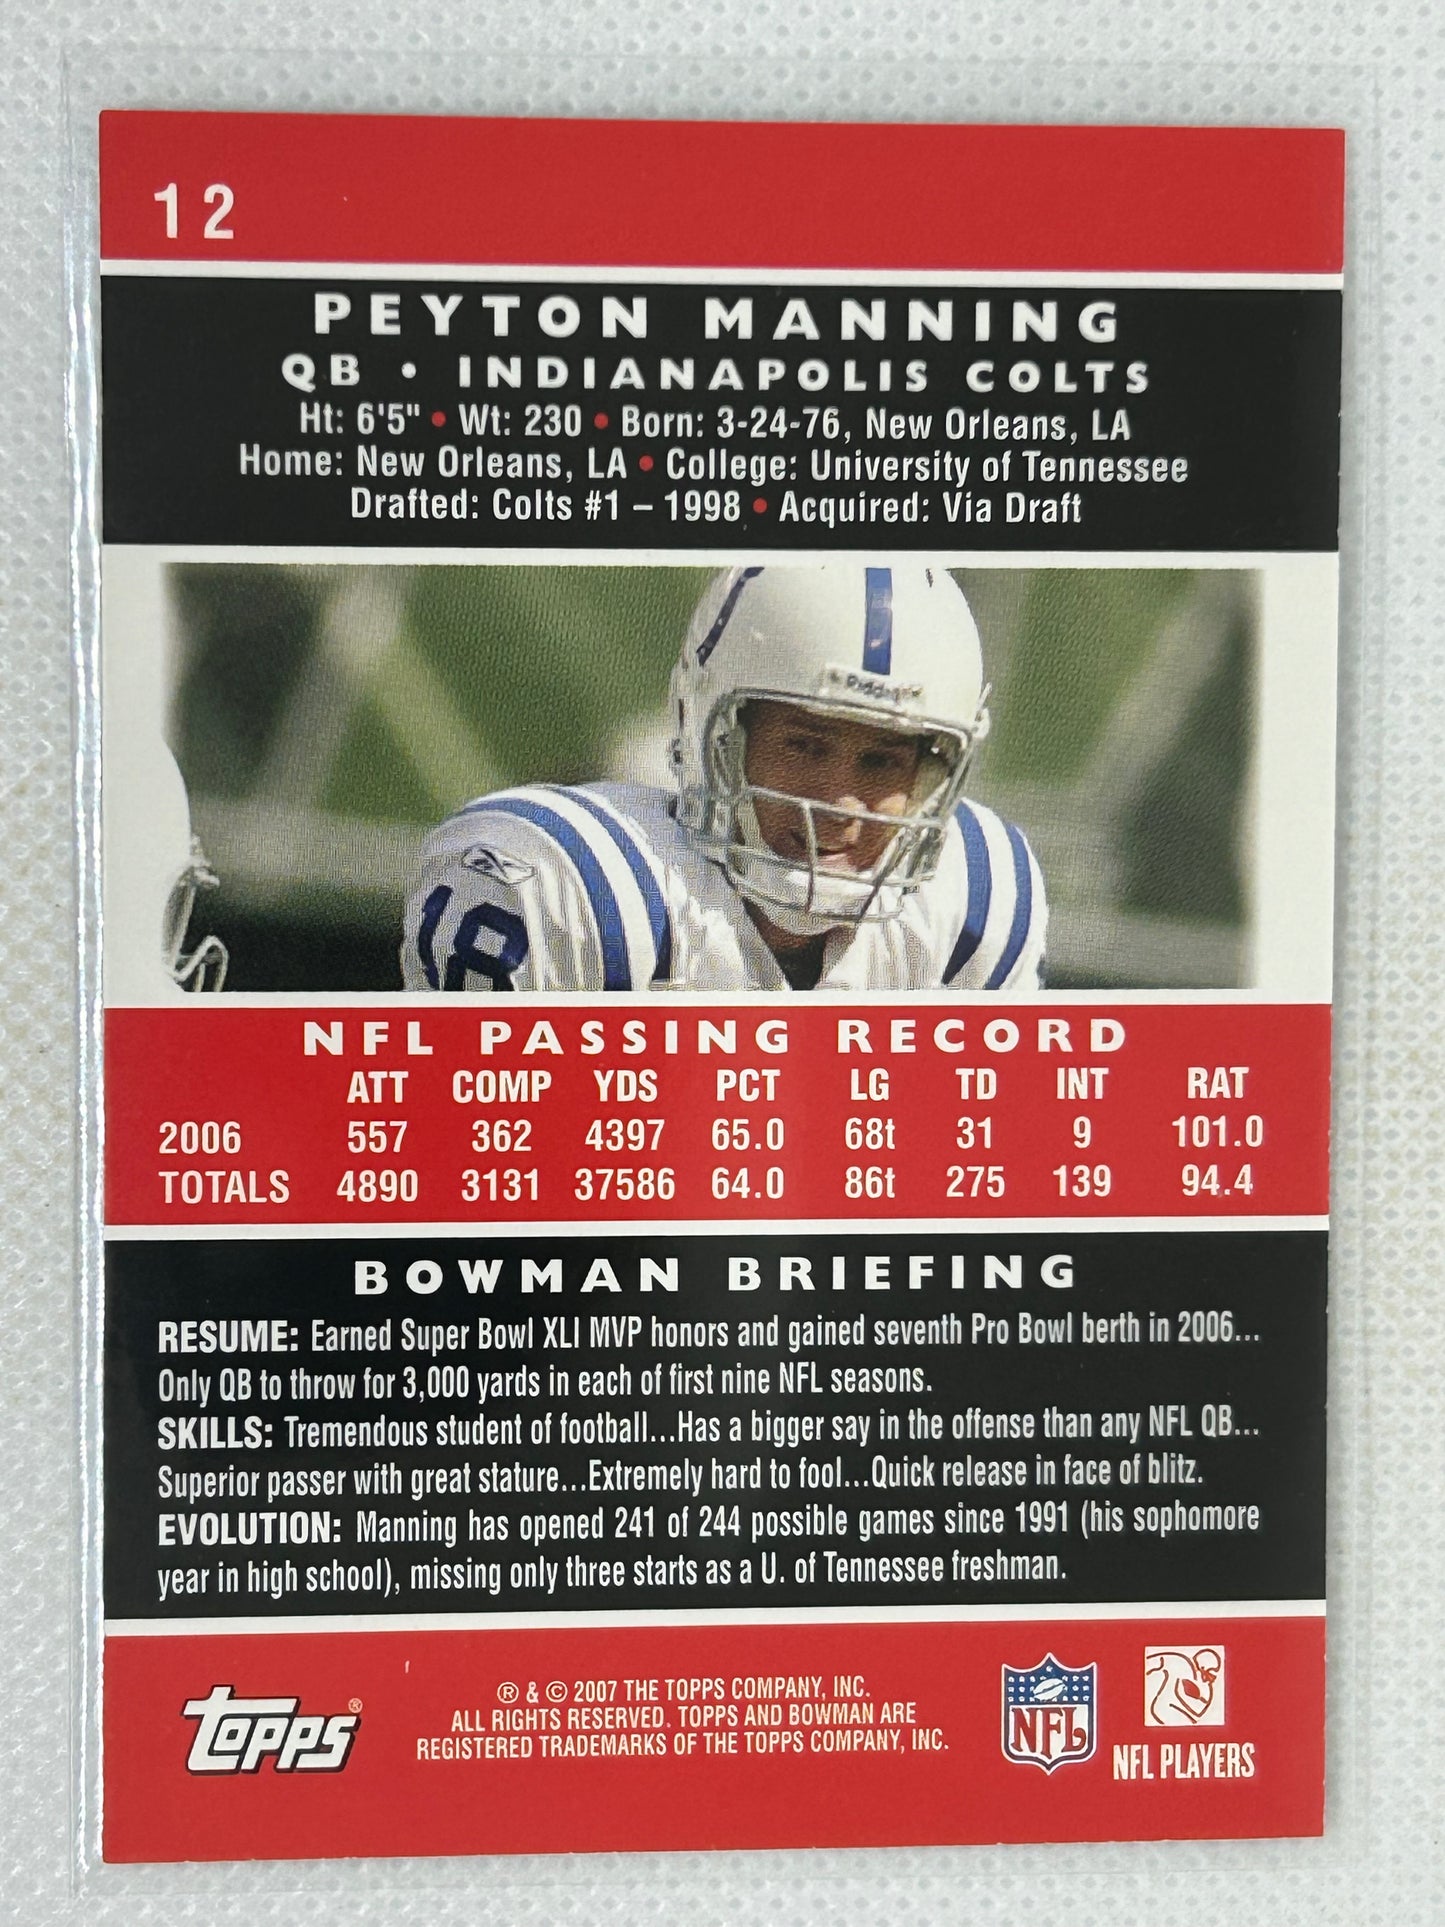 12
PEYTON MANNING
QB • INDIANAPOLIS COLTS
Ht: 6'5" • Wt: 230 • Born: 3-24-76, New Orleans, LA
Home: New Orleans, LA • College: University of Tennessee
Drafted: Colts #1 – 1998 • Acquired: Via Draft
Riddell
18
NFL PASSING RECORD
ATT COMP YDS PCT LG TD INT RAT
2006 557 362 4397 65.0 68t 31 9 101.0
TOTALS 4890 3131 37586 64.0 86t 275 139 94.4
BOWMAN BRIEFING
RESUME: Earned Super Bowl XLI MVP honors and gained seventh Pro Bowl berth in 2006...
Only QB to throw for 3,000 yards in each of first nine NFL seasons.
SKILLS: Tremendous student of football...Has a bigger say in the offense than any NFL QB...
Superior passer with great stature...Extremely hard to fool...Quick release in face of blitz.
EVOLUTION: Manning has opened 241 of 244 possible games since 1991 (his sophomore
year in high school), missing only three starts as a U. of Tennessee freshman.
Topps®
® & © 2007 THE TOPPS COMPANY, INC.
ALL RIGHTS RESERVED. TOPPS AND BOWMAN ARE
REGISTERED TRADEMARKS OF THE TOPPS COMPANY, INC.
NFL
NFL PLAYERS